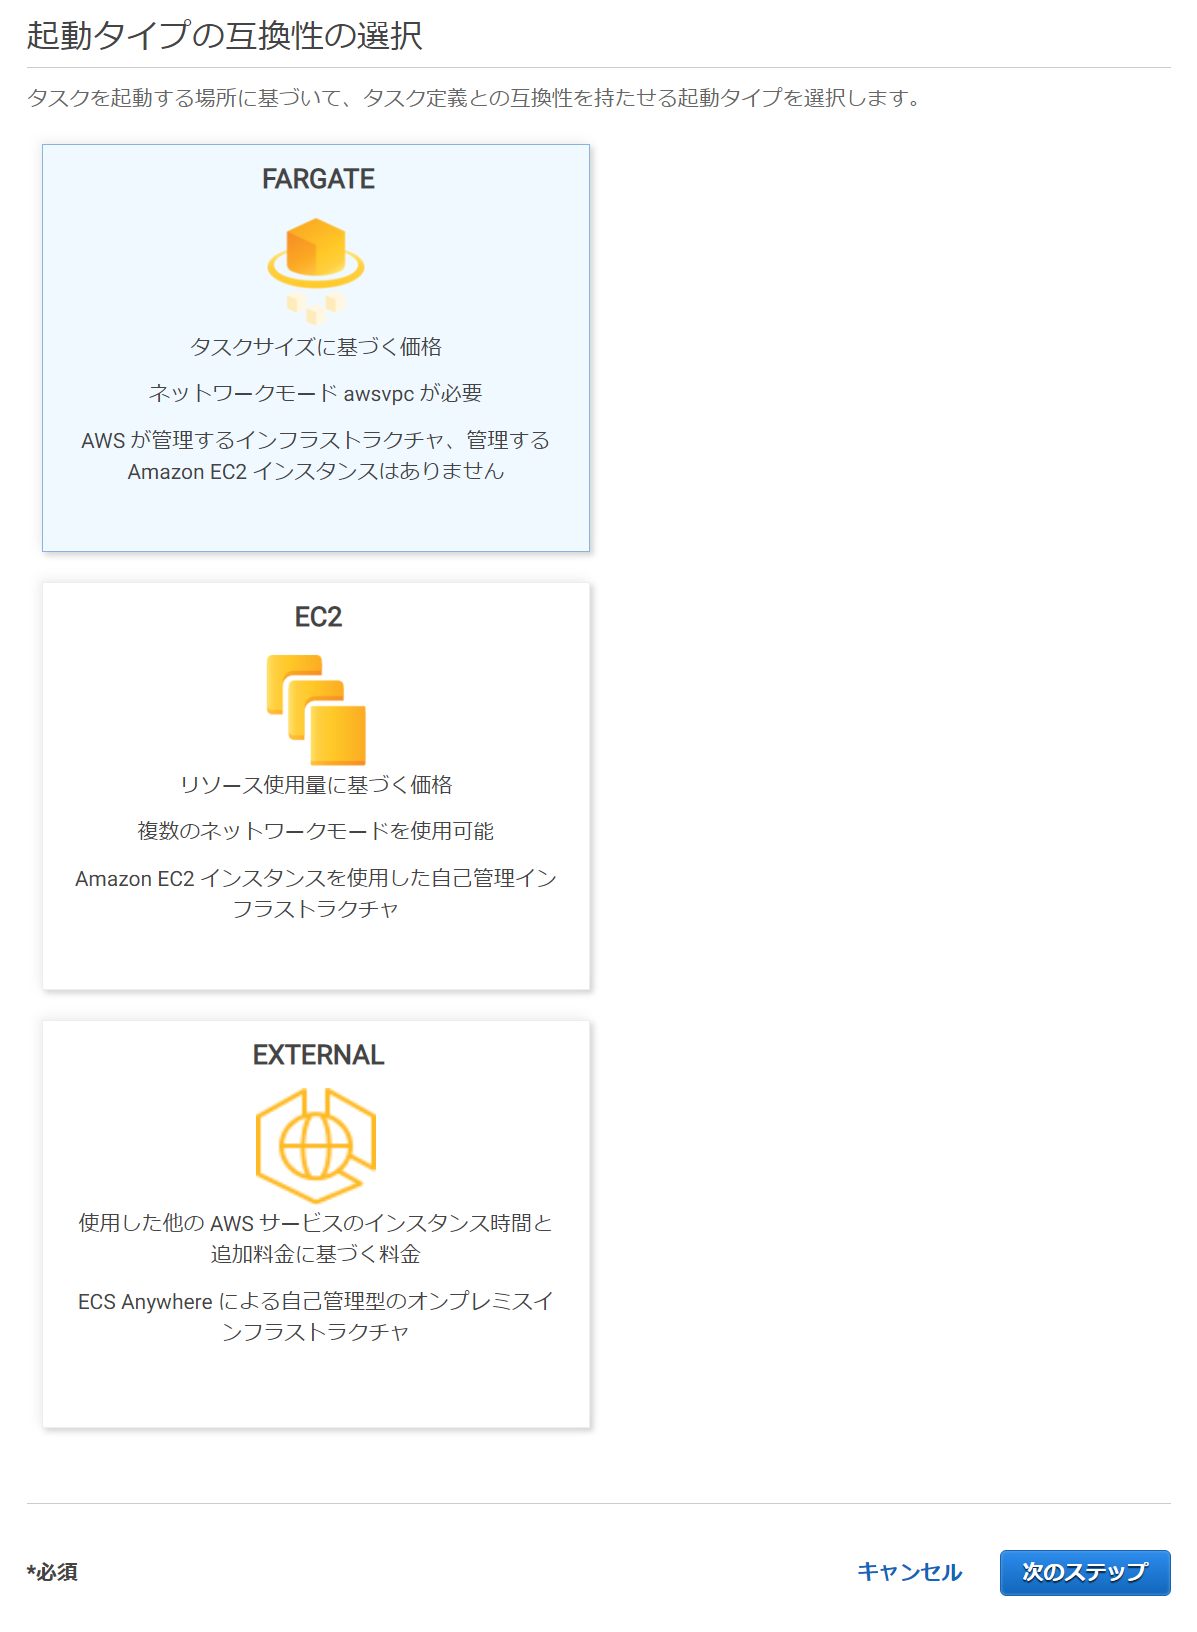 起動タイプの互換性の選択
タスクを起動する場所に基づいて、タスク定義との互換性を持たせる起動タイプを選択します。
FARGATE
タスクサイズに基づく価格
ネットワークモード awsvpc が必要
AWS が管理するインフラストラクチャ、管理する
Amazon EC2 インスタンスはありません
EC2
リソース使用量に基づく価格
複数のネットワークモードを使用可能
Amazon EC2 インスタンスを使用した自己管理イン
フラストラクチャ
EXTERNAL
使用した他の AWS サービスのインスタンス時間と
追加料金に基づく料金
ECS Anywhere による自己管理型のオンプレミスイ
ンフラストラクチャ
*必須
キャンセル
次のステップ